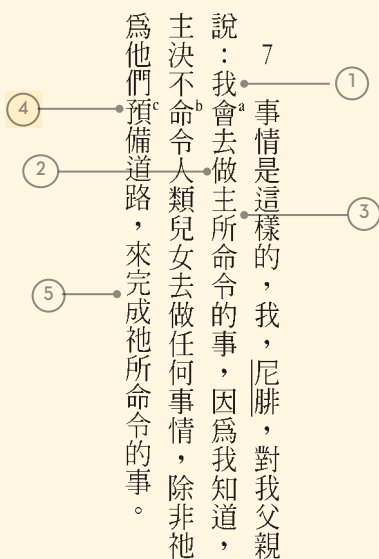 7　事情是這樣的，我，尼腓，對我父親
說：我會a去做主所命令的事，因爲我知道，
主決不b命令人類兒女去做任何事情，除非祂
爲他們c預備道路，來完成祂所命令的事。
1
2
3
4
5